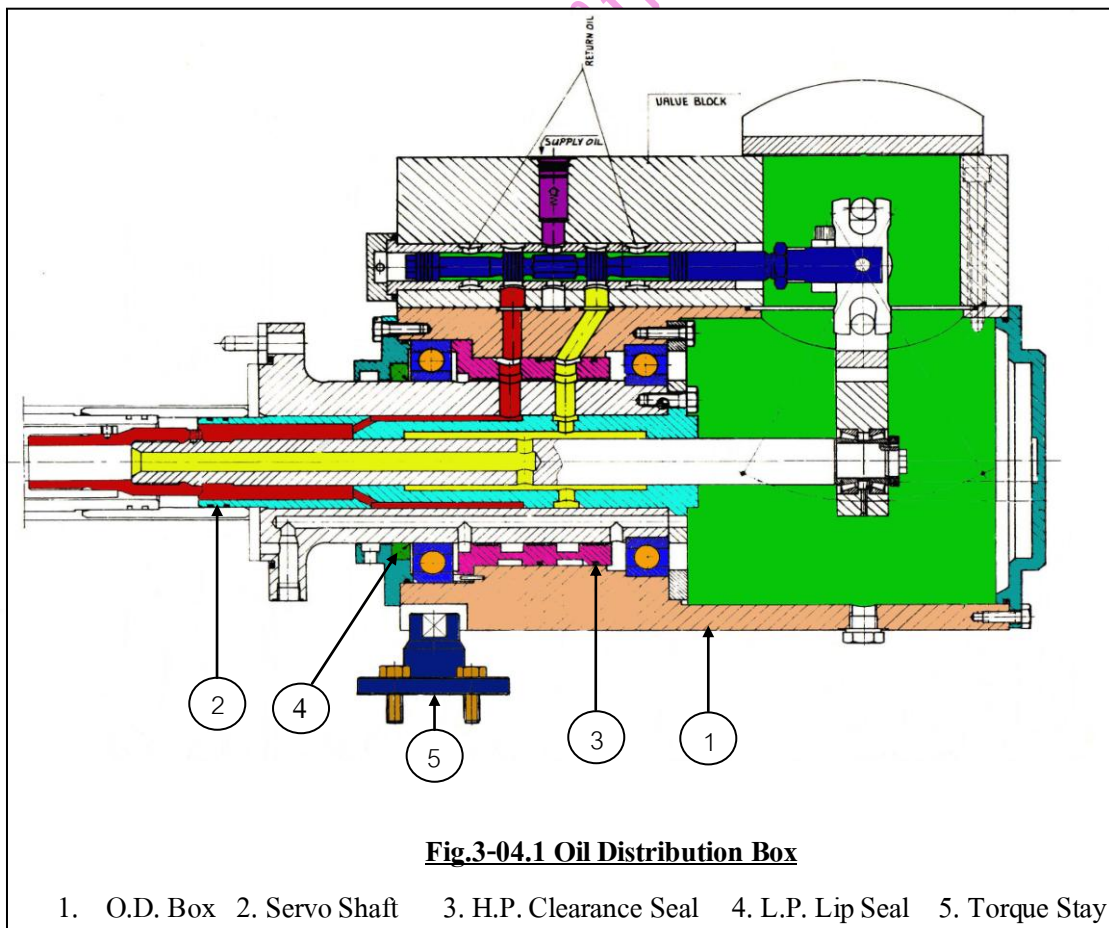 RETURN OIL
VALUE BLOCK
SUPPLY OIL
2
4
5
3
1
Fig.3-04.1 Oil Distribution Box
1. O.D. Box 2. Servo Shaft 3. H.P. Clearance Seal 4. L.P. Lip Seal 5. Torque Stay